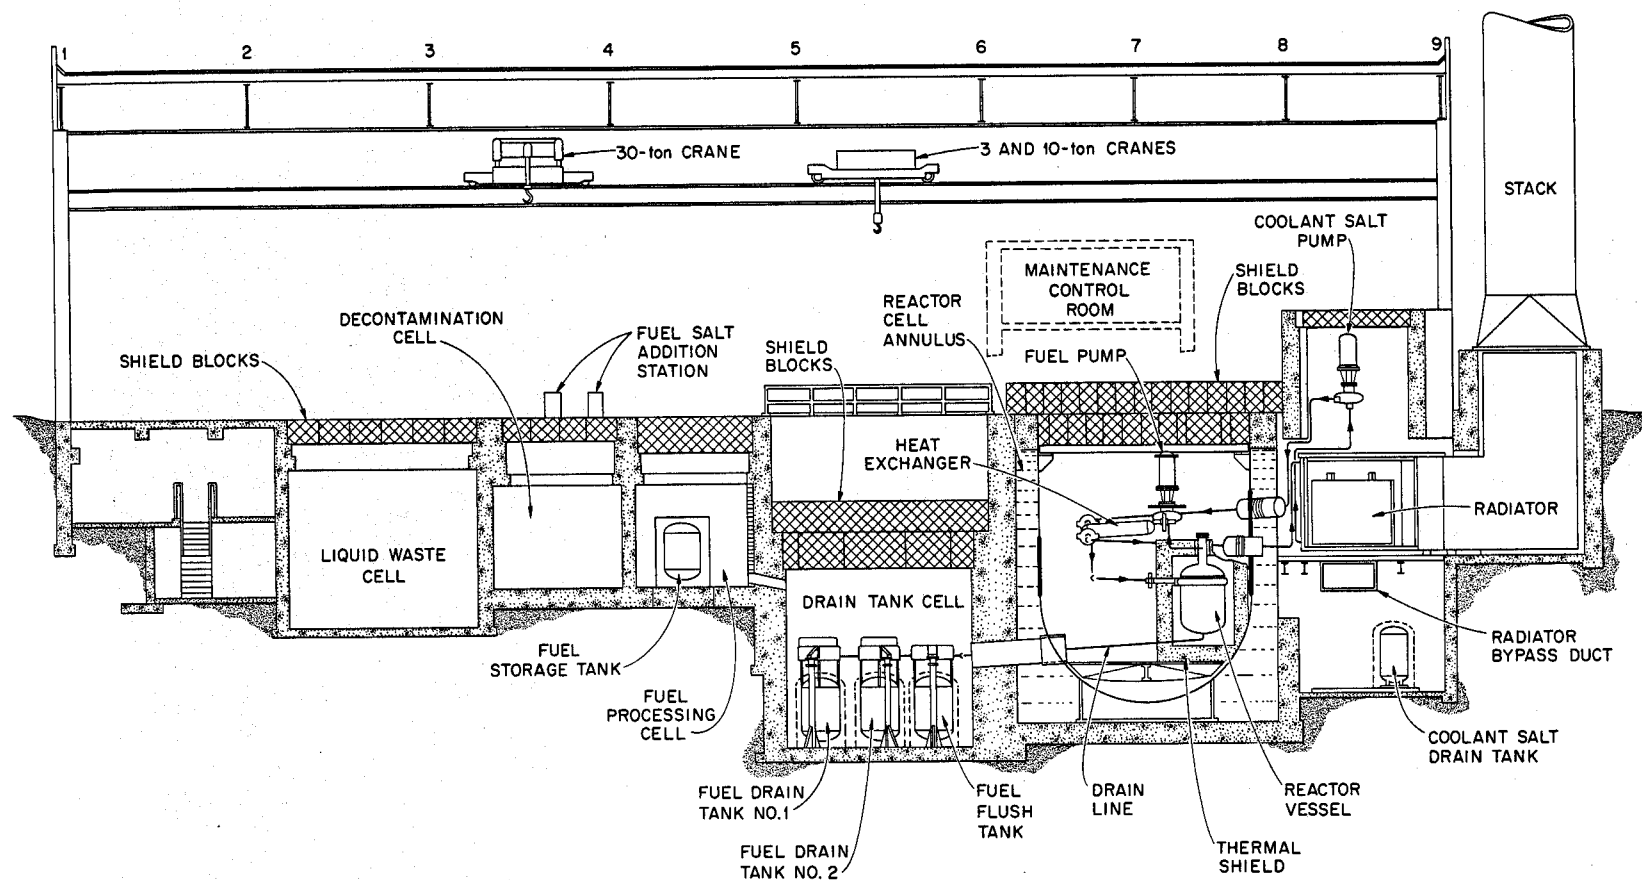 1 2 3 4 5 6 7 8 9
30-ton CRANE
3 AND 10-ton CRANES
STACK
COOLANT SALT
PUMP
MAINTENANCE
CONTROL
ROOM
SHIELD
BLOCKS
REACTOR
CELL
ANNULUS
FUEL PUMP
DECONTAMINATION
CELL
FUEL SALT
ADDITION
STATION
SHIELD BLOCKS
SHIELD
BLOCKS
HEAT
EXCHANGER
RADIATOR
LIQUID WASTE
CELL
DRAIN TANK CELL
FUEL
STORAGE TANK
RADIATOR
BYPASS DUCT
FUEL
PROCESSING
CELL
COOLANT SALT
DRAIN TANK
FUEL DRAIN
TANK NO.1
FUEL
FLUSH
TANK
DRAIN
LINE
REACTOR
VESSEL
FUEL DRAIN
TANK NO. 2
THERMAL
SHIELD